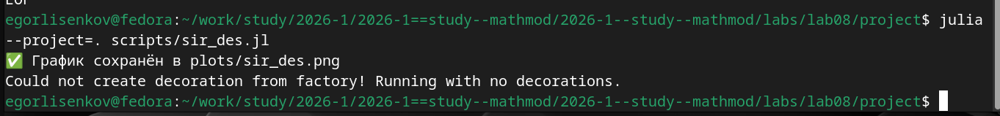 EOF
egorlisenkov@fedora:~/work/study/2026-1/2026-1==study--mathmod/2026-1--study--mathmod/labs/lab08/project$ julia
--project=. scripts/sir_des.jl
✅ График сохранён в plots/sir_des.png
Could not create decoration from factory! Running with no decorations.
egorlisenkov@fedora:~/work/study/2026-1/2026-1==study--mathmod/2026-1--study--mathmod/labs/lab08/project$